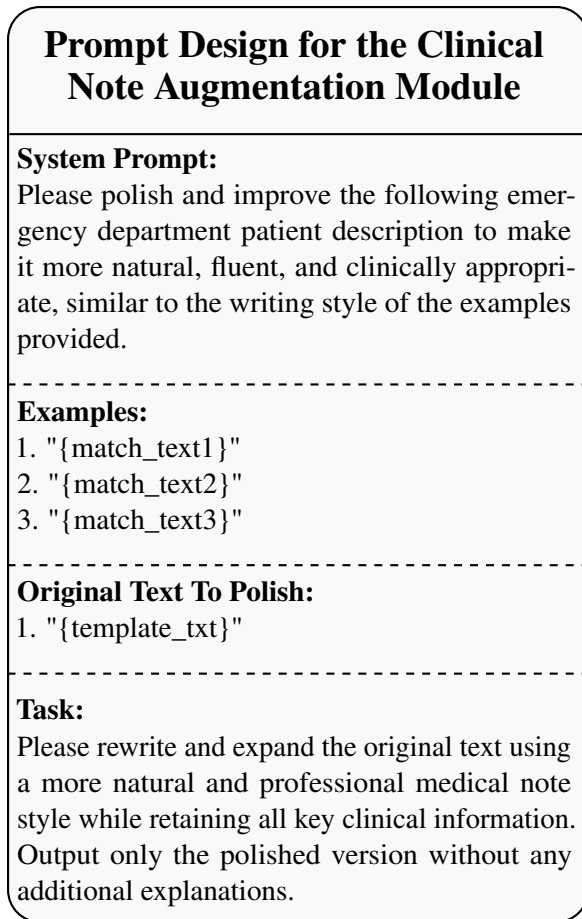 Prompt Design for the Clinical
Note Augmentation Module
System Prompt:
Please polish and improve the following emer-
gency department patient description to make
it more natural, fluent, and clinically appropri-
ate, similar to the writing style of the examples
provided.
Examples:
1. "{match_text1}"
2. "{match_text2}"
3. "{match_text3}"
Original Text To Polish:
1. "{template_txt}"
Task:
Please rewrite and expand the original text using
a more natural and professional medical note
style while retaining all key clinical information.
Output only the polished version without any
additional explanations.